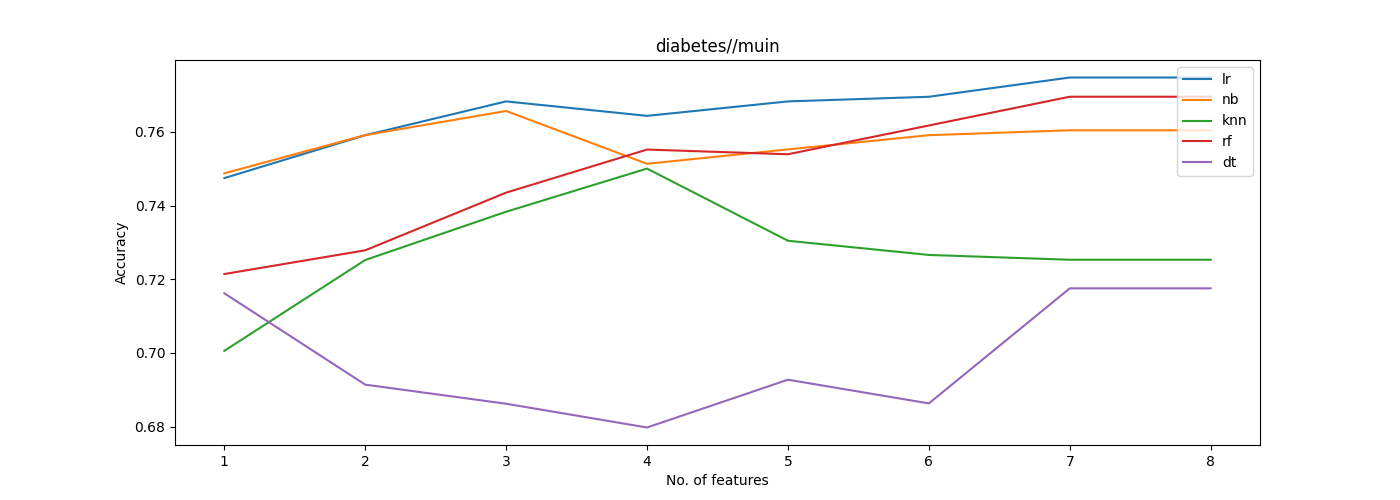 diabetes//muin
lr
nb
knn
rf
dt
Accuracy
0.76
0.74
0.72
0.70
0.68
1 2 3 4 5 6 7 8
No. of features